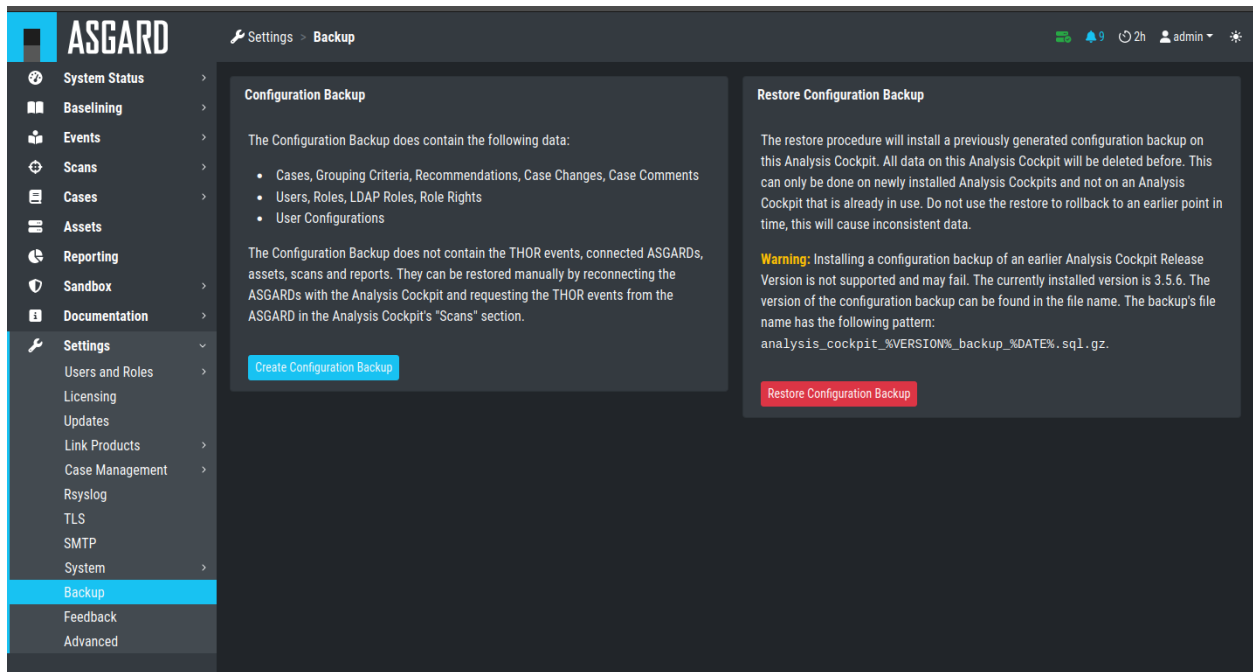 ASGARD
Settings > Backup
9
2h
admin
System Status
Baselining
Events
Scans
Cases
Assets
Reporting
Sandbox
Documentation
Settings
Users and Roles
Licensing
Updates
Link Products
Case Management
Rsyslog
TLS
SMTP
System
Backup
Feedback
Advanced
Configuration Backup
The Configuration Backup does contain the following data:
• Cases, Grouping Criteria, Recommendations, Case Changes, Case Comments
• Users, Roles, LDAP Roles, Role Rights
• User Configurations
The Configuration Backup does not contain the THOR events, connected ASGARDs,
assets, scans and reports. They can be restored manually by reconnecting the
ASGARDs with the Analysis Cockpit and requesting the THOR events from the
ASGARD in the Analysis Cockpit's "Scans" section.
Create Configuration Backup
Restore Configuration Backup
The restore procedure will install a previously generated configuration backup on
this Analysis Cockpit. All data on this Analysis Cockpit will be deleted before. This
can only be done on newly installed Analysis Cockpits and not on an Analysis
Cockpit that is already in use. Do not use the restore to rollback to an earlier point in
time, this will cause inconsistent data.
Warning: Installing a configuration backup of an earlier Analysis Cockpit Release
Version is not supported and may fail. The currently installed version is 3.5.6. The
version of the configuration backup can be found in the file name. The backup's file
name has the following pattern:
analysis_cockpit_%VERSION%_backup_%DATE%.sql.gz.
Restore Configuration Backup